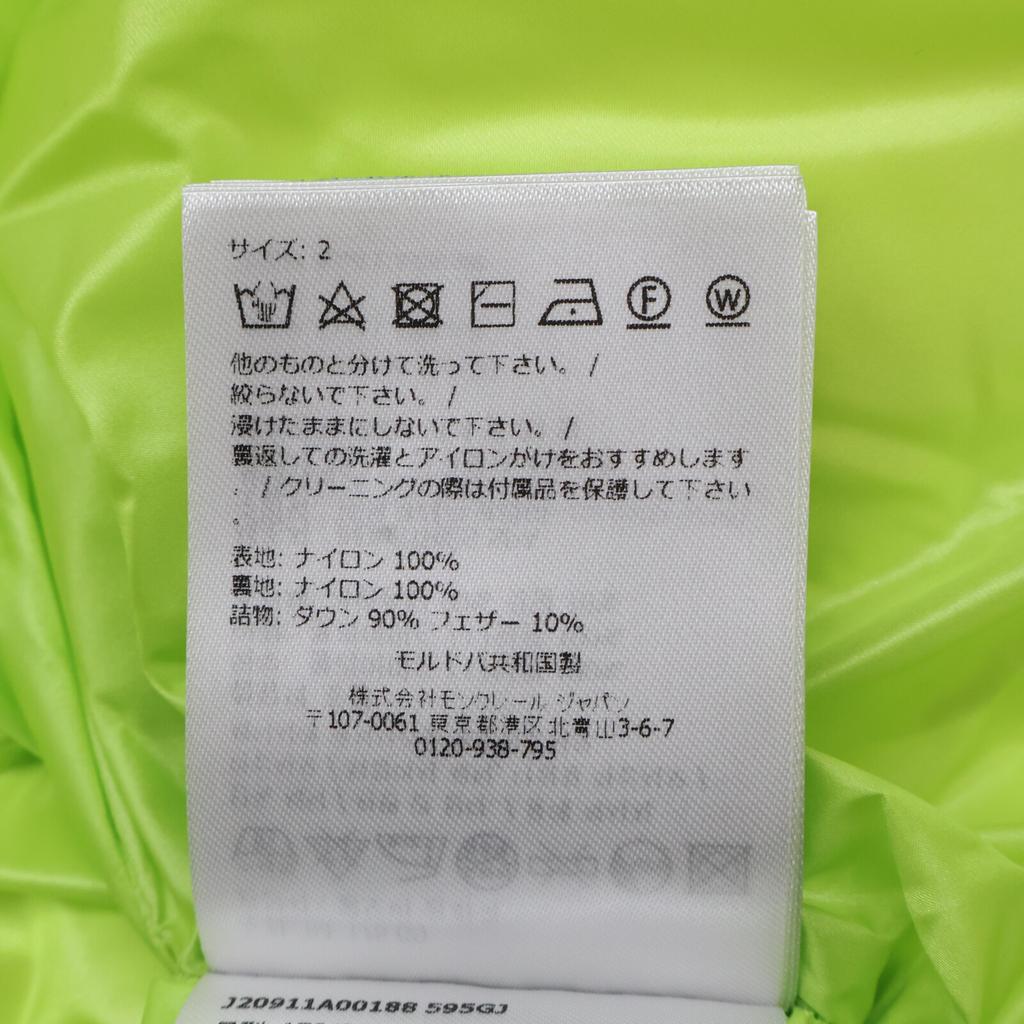 サイズ: 2
F W
他のものと分けて洗って下さい。 /
絞らないで下さい。 /
浸けたままにしないで下さい。 /
裏返しての洗濯とアイロンがけをおすすめします
。 / クリーニングの際は付属品を保護して下さい
。
表地: ナイロン 100%
裏地: ナイロン 100%
詰物: ダウン 90% フェザー 10%
モルドバ共和国製
株式会社モンクレール ジャパン
〒107-0061 東京都港区北青山3-6-7
0120-938-795
J20911A00188 595GJ